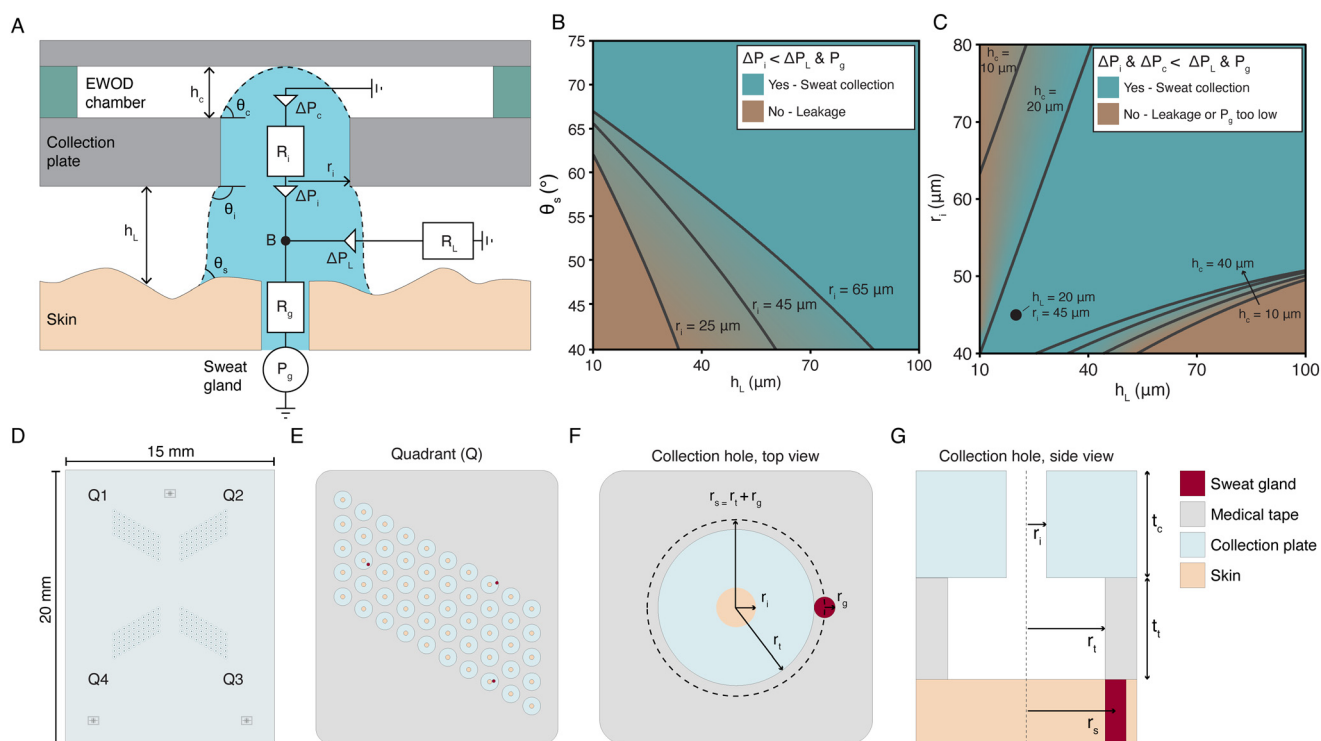 A
EWOD
chamber
h_c
θ_c
ΔP_c
Collection
plate
R_i
r_i
θ_i
ΔP_i
h_L
B
R_L
ΔP_L
θ_s
Skin
R_g
Sweat
gland
P_g
B
ΔP_i < ΔP_L & P_g
Yes - Sweat collection
No - Leakage
75
70
65
60
55
50
45
40
θ_s (°)
r_i = 25 µm
r_i = 45 µm
r_i = 65 µm
10
40
70
100
h_L (µm)
C
ΔP_i & ΔP_c < ΔP_L & P_g
Yes - Sweat collection
No - Leakage or P_g too low
80
70
60
50
40
r_i (µm)
h_c =
10 µm
h_c =
20 µm
h_c = 40 µm
h_c = 10 µm
h_L = 20 µm
r_i = 45 µm
10
40
70
100
h_L (µm)
D
15 mm
20 mm
Q1
Q2
Q4
Q3
E
Quadrant (Q)
F
Collection hole, top view
r_s = r_t + r_g
r_i
r_g
r_t
G
Collection hole, side view
r_i
t_c
r_t
t_t
r_s
Sweat gland
Medical tape
Collection plate
Skin